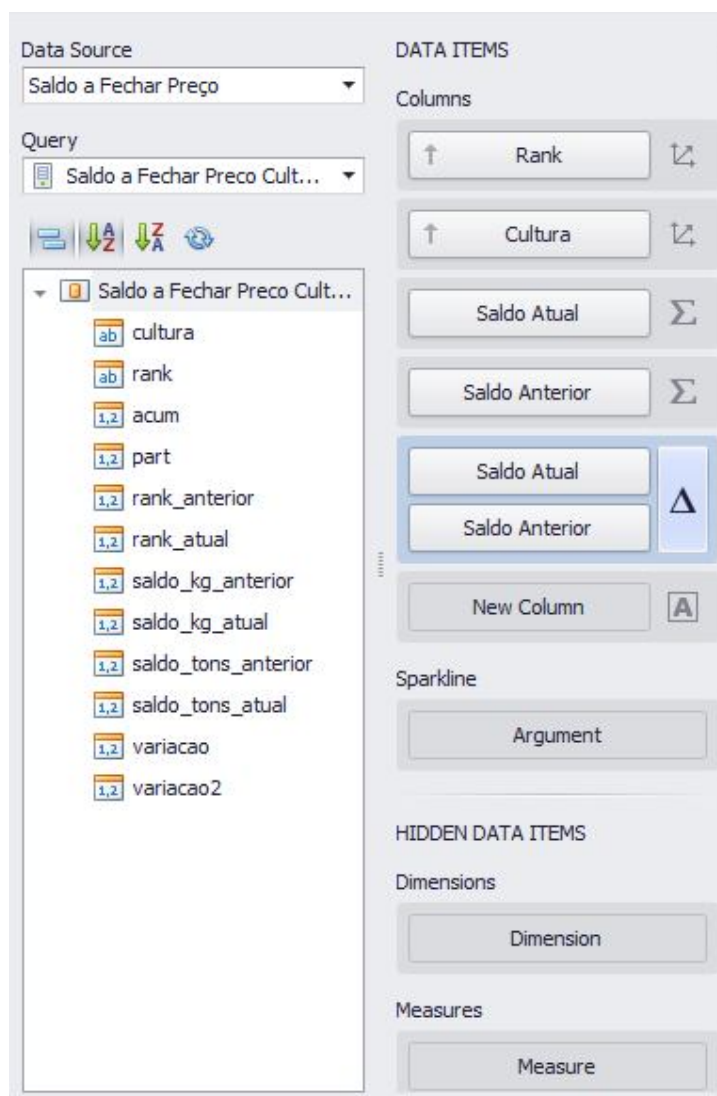 Data Source
Saldo a Fechar Preço
Query
Saldo a Fechar Preco Cult...
Saldo a Fechar Preco Cult...
cultura
rank
acum
part
rank_anterior
rank_atual
saldo_kg_anterior
saldo_kg_atual
saldo_tons_anterior
saldo_tons_atual
variacao
variacao2
DATA ITEMS
Columns
Rank
Cultura
Saldo Atual
Saldo Anterior
Saldo Atual
Saldo Anterior
New Column
Sparkline
Argument
HIDDEN DATA ITEMS
Dimensions
Dimension
Measures
Measure